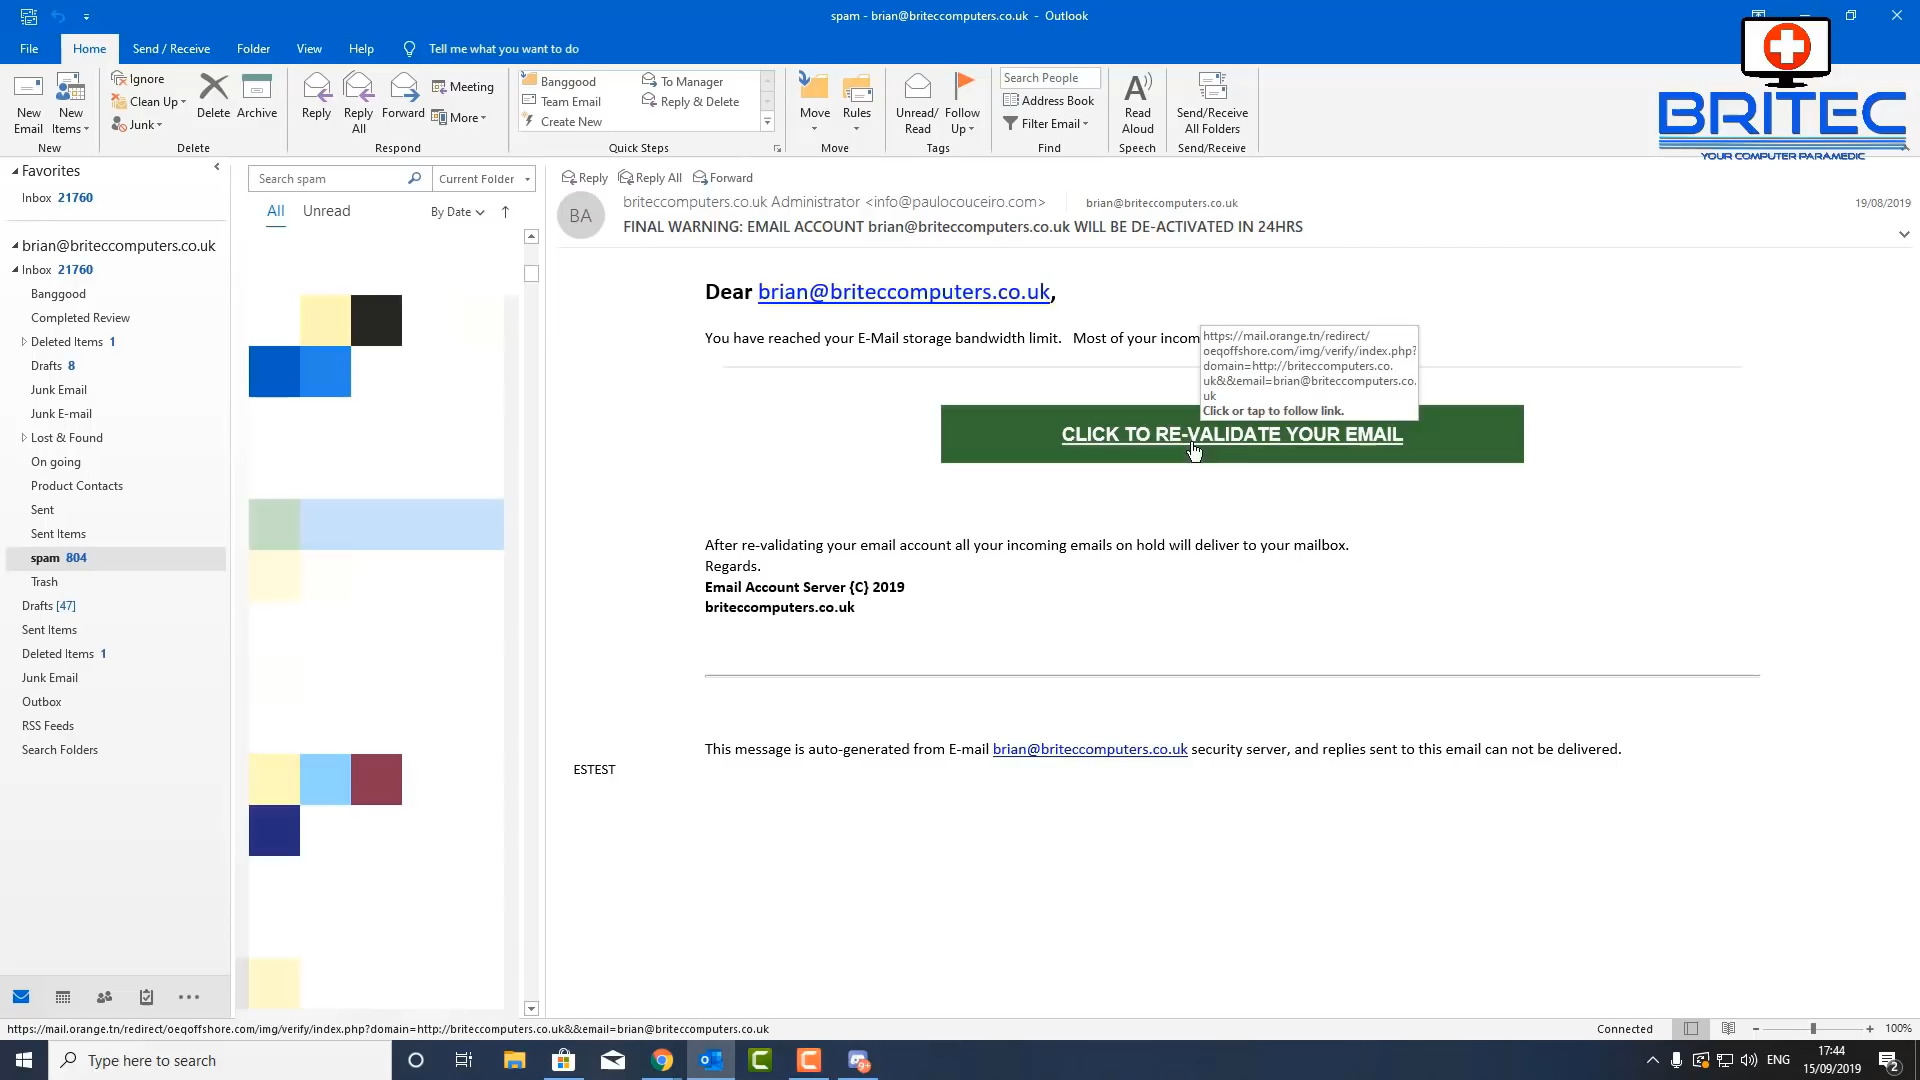 spam - brian@briteccomputers.co.uk - Outlook
File Home Send / Receive Folder View Help Tell me what you want to do
New Email
New Items
New
Ignore
Clean Up
Junk
Delete
Archive
Delete
Reply
Reply All
Forward
Meeting
More
Respond
Banggood
Team Email
Create New
To Manager
Reply & Delete
Quick Steps
Move
Rules
Move
Unread/ Read
Follow Up
Tags
Search People
Address Book
Filter Email
Find
Read Aloud
Speech
Send/Receive All Folders
Send/Receive
BRITEC
YOUR COMPUTER PARAMEDIC
Favorites
Inbox 21760
brian@briteccomputers.co.uk
Inbox 21760
Banggood
Completed Review
Deleted Items 1
Drafts 8
Junk Email
Junk E-mail
Lost & Found
On going
Product Contacts
Sent
Sent Items
spam 804
Trash
Drafts [47]
Sent Items
Deleted Items 1
Junk Email
Outbox
RSS Feeds
Search Folders
Search spam
Current Folder
All Unread By Date
Reply Reply All Forward
BA
briteccomputers.co.uk Administrator <info@paulocouceiro.com> brian@briteccomputers.co.uk 19/08/2019
FINAL WARNING: EMAIL ACCOUNT brian@briteccomputers.co.uk WILL BE DE-ACTIVATED IN 24HRS
Dear brian@briteccomputers.co.uk,
You have reached your E-Mail storage bandwidth limit. Most of your incom
https://mail.orange.tn/redirect/
oeqoffshore.com/img/verify/index.php?
domain=http://briteccomputers.co.
uk&&email=brian@briteccomputers.co.
uk
Click or tap to follow link.
CLICK TO RE-VALIDATE YOUR EMAIL
After re-validating your email account all your incoming emails on hold will deliver to your mailbox.
Regards.
Email Account Server {C} 2019
briteccomputers.co.uk
This message is auto-generated from E-mail brian@briteccomputers.co.uk security server, and replies sent to this email can not be delivered.
ESTEST
https://mail.orange.tn/redirect/oeqoffshore.com/img/verify/index.php?domain=http://briteccomputers.co.uk&&email=brian@briteccomputers.co.uk
Connected
100%
Type here to search
ENG
17:44
15/09/2019
2